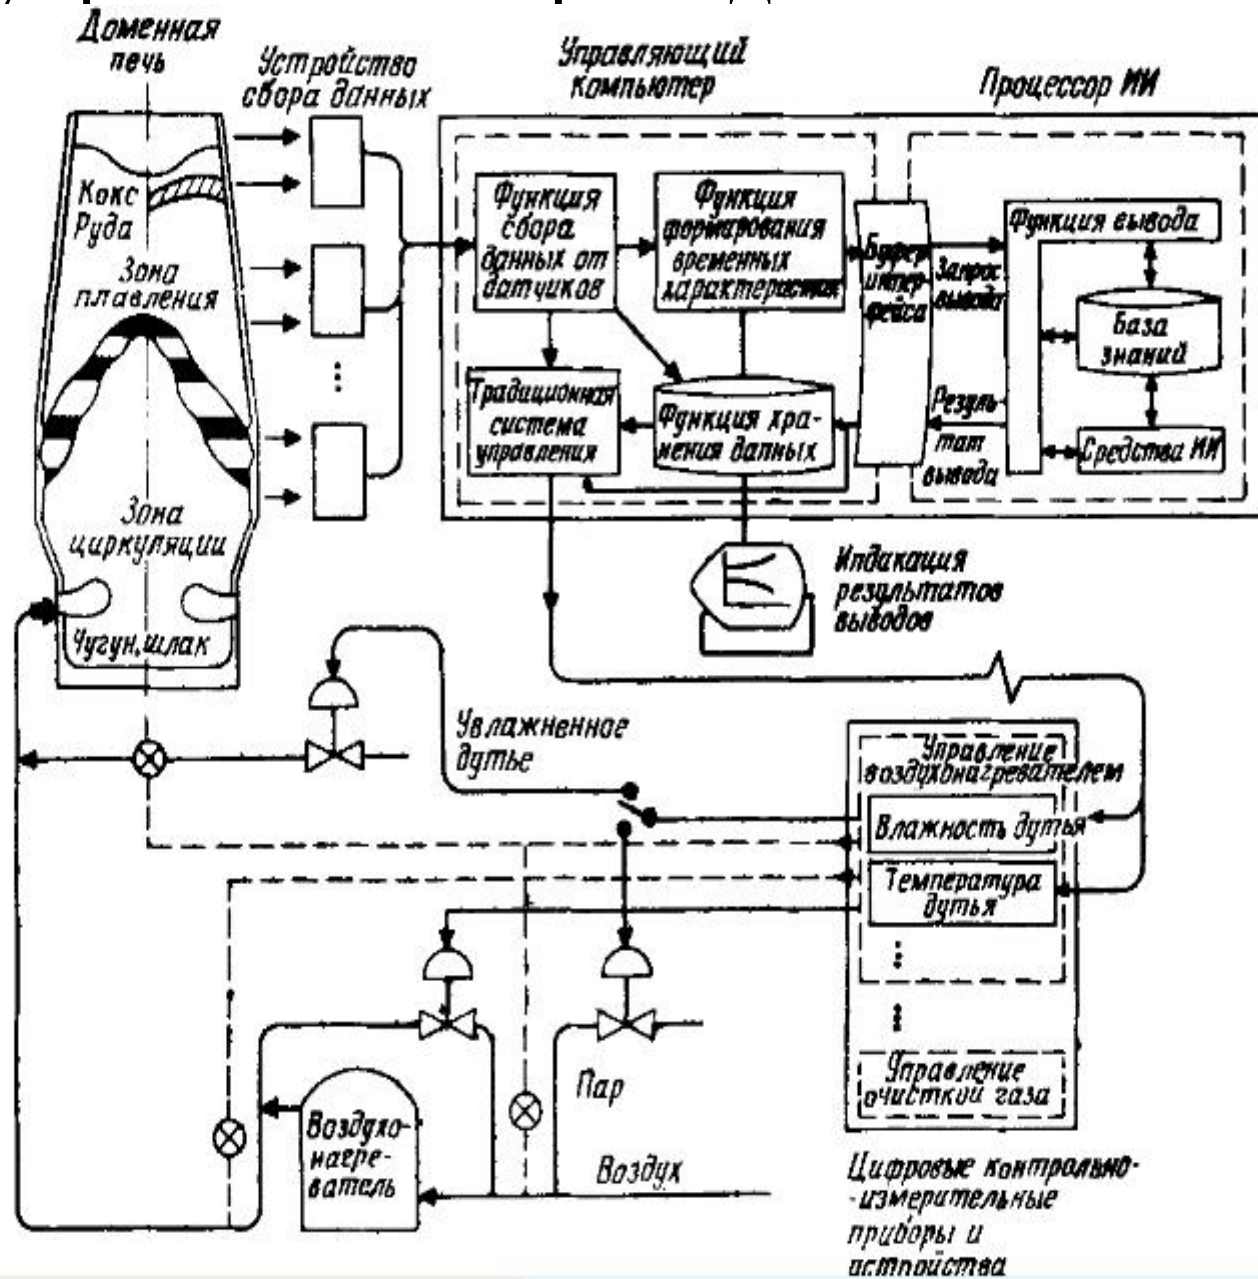 Доменная
печь
Устройство
сбора данных
Управляющий
компьютер
Процессор ИИ
Кокс
Руда
Зона
плавления
Зона
циркуляции
Чугун, шлак
Функция
сбора
данных от
датчиков
Функция
формирования
временных
характеристик
Буфер
интер-
фейса
Запрос
вывода
Функция вывода
База
знаний
Средства ИИ
Резуль-
тат
вывода
Традиционная
система
управления
Функция хра-
нения данных
Индакация
результатов
выводов
Увлажненное
дутье
Управление
воздухонагревателем
Влажность дутья
Температура
дутья
Управление
очисткой газа
Пар
Воздух
Воздухо-
нагре-
ватель
Цифровые контрольно-
-измерительные
приборы и